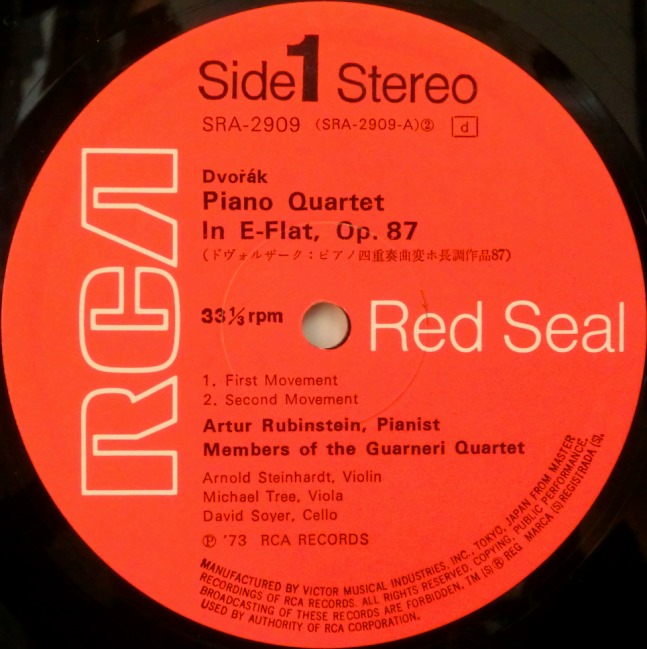 Side 1 Stereo
SRA-2909 (SRA-2909-A)② d
RCA
Dvořák
Piano Quartet
In E-Flat, Op. 87
(ドヴォルザーク：ピアノ四重奏曲変ホ長調作品87)
33⅓ rpm
Red Seal
1. First Movement
2. Second Movement
Artur Rubinstein, Pianist
Members of the Guarneri Quartet
Arnold Steinhardt, Violin
Michael Tree, Viola
David Soyer, Cello
℗ '73 RCA RECORDS
MANUFACTURED BY VICTOR MUSICAL INDUSTRIES, INC., TOKYO, JAPAN FROM MASTER
RECORDINGS OF RCA RECORDS. ALL RIGHTS RESERVED. COPYING, PUBLIC PERFORMANCE,
BROADCASTING OF THESE RECORDS ARE FORBIDDEN. TM (S) ® REG MARCA (S) REGISTRADA (S).
USED BY AUTHORITY OF RCA CORPORATION.